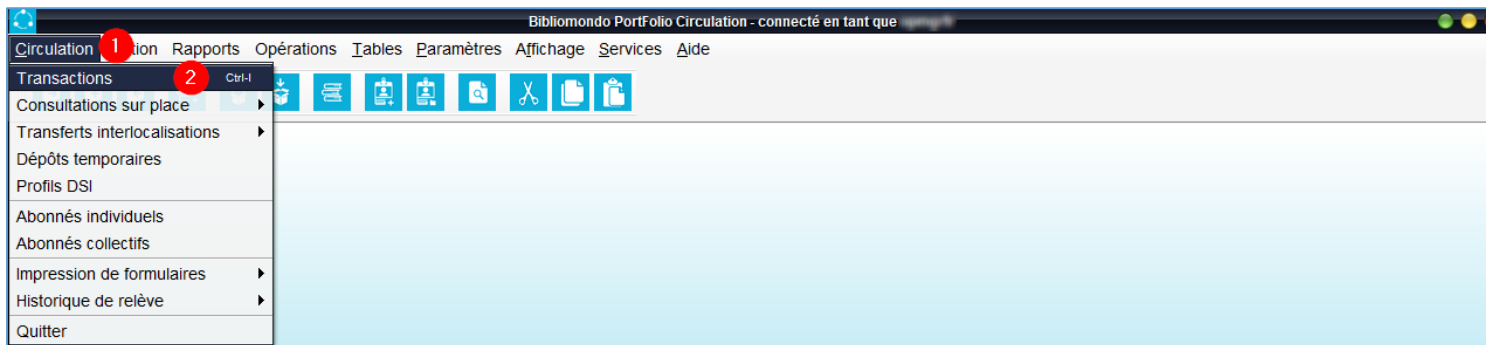 Bibliomondo PortFolio Circulation - connecté en tant que
Circulation 1 tion Rapports Opérations Tables Paramètres Affichage Services Aide
Transactions 2 Ctrl-I
Consultations sur place
Transferts interlocalisations
Dépôts temporaires
Profils DSI
Abonnés individuels
Abonnés collectifs
Impression de formulaires
Historique de relève
Quitter